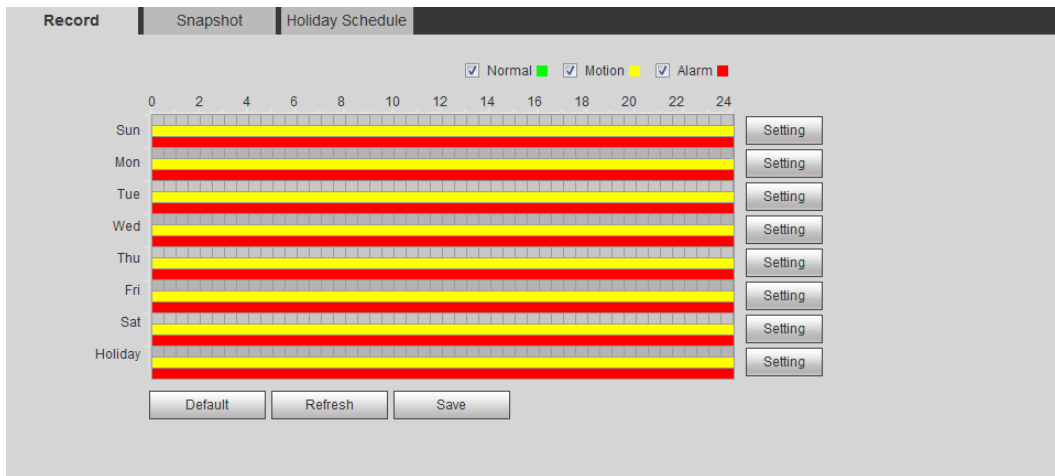 Record Snapshot Holiday Schedule
Normal Motion Alarm
0 2 4 6 8 10 12 14 16 18 20 22 24
Sun Setting
Mon Setting
Tue Setting
Wed Setting
Thu Setting
Fri Setting
Sat Setting
Holiday Setting
Default Refresh Save